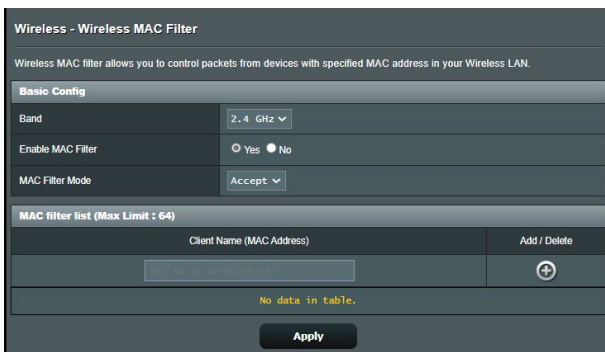 Wireless - Wireless MAC Filter
Wireless MAC filter allows you to control packets from devices with specified MAC address in your Wireless LAN.
Basic Config
Band 2.4 GHz
Enable MAC Filter Yes No
MAC Filter Mode Accept
MAC filter list (Max Limit : 64)
Client Name (MAC Address) Add / Delete
No data in table.
Apply